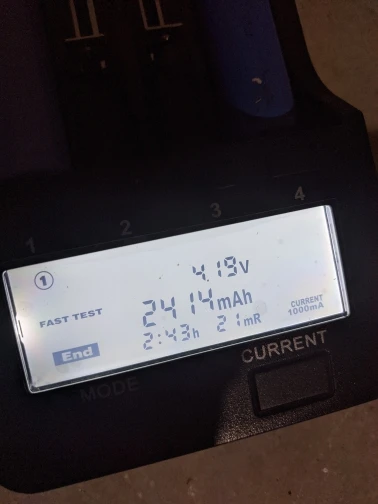 1 2 3 4
1
4.19V
FAST TEST
2414mAh
CURRENT
1000mA
End
2:43h 21mR
CURRENT
MODE